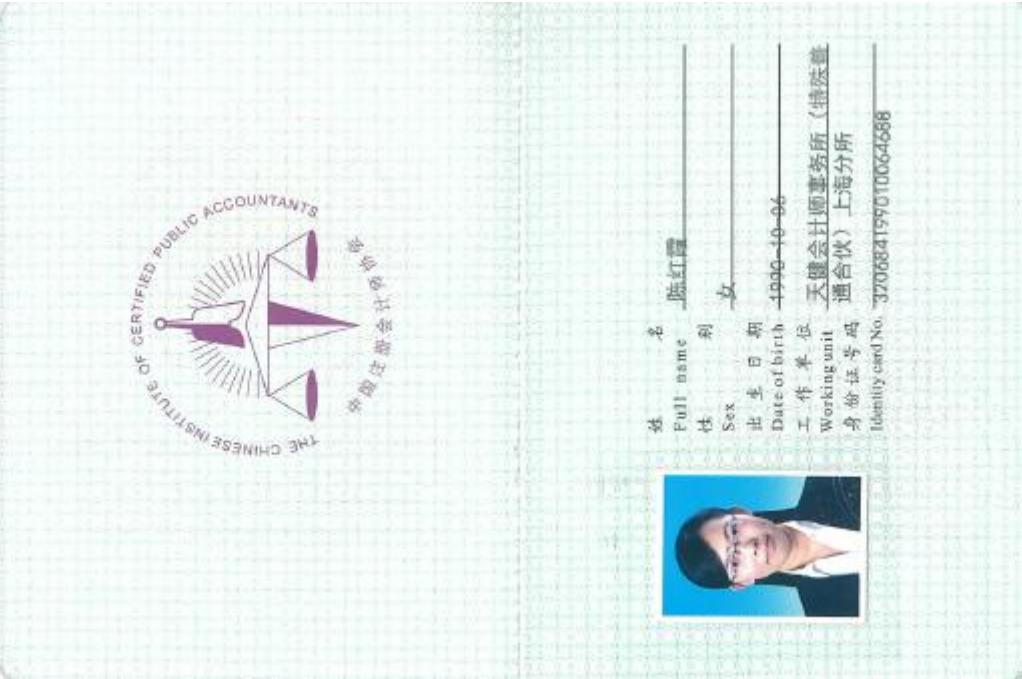 THE CHINESE INSTITUTE OF CERTIFIED PUBLIC ACCOUNTANTS
中国注册会计师协会
姓 名 陈红霞
Full name
性 别
Sex 女
出 生 日 期
Date of birth 1990-10-06
工 作 单 位 天健会计师事务所（特殊普
Working unit 通合伙）上海分所
身 份 证 号 码
Identity card No. 320684199010064688